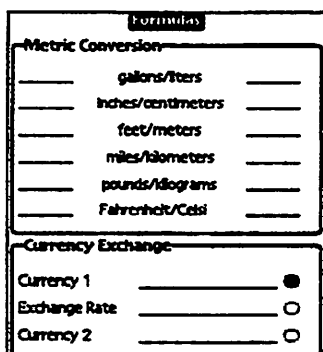 Formulas
Metric Conversion
gallons/liters
inches/centimeters
feet/meters
miles/kilometers
pounds/kilograms
Fahrenheit/Celsi
Currency Exchange
Currency 1
Exchange Rate
Currency 2